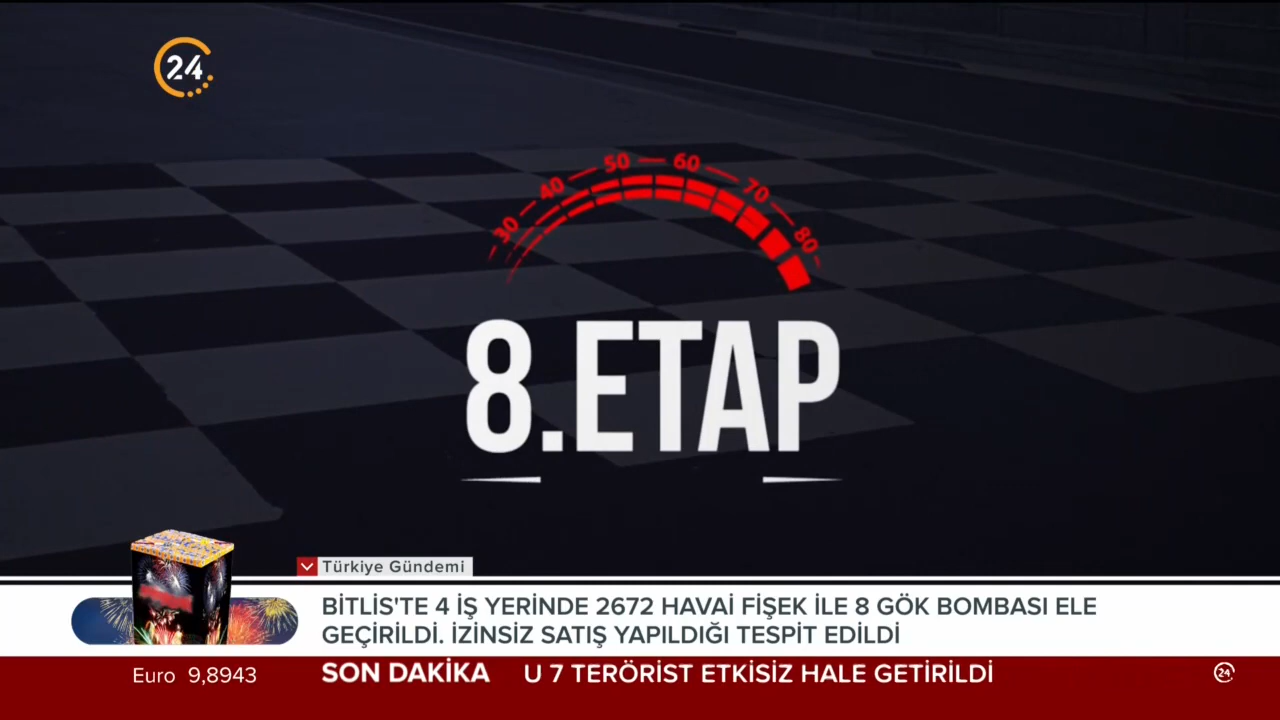 24
30 40 50 60 70 80
8.ETAP
Türkiye Gündemi
BİTLİS'TE 4 İŞ YERİNDE 2672 HAVAİ FİŞEK İLE 8 GÖK BOMBASI ELE
GEÇİRİLDİ. İZİNSİZ SATIŞ YAPILDIĞI TESPİT EDİLDİ
Euro 9,8943
SON DAKİKA
U 7 TERÖRİST ETKİSİZ HALE GETİRİLDİ
24